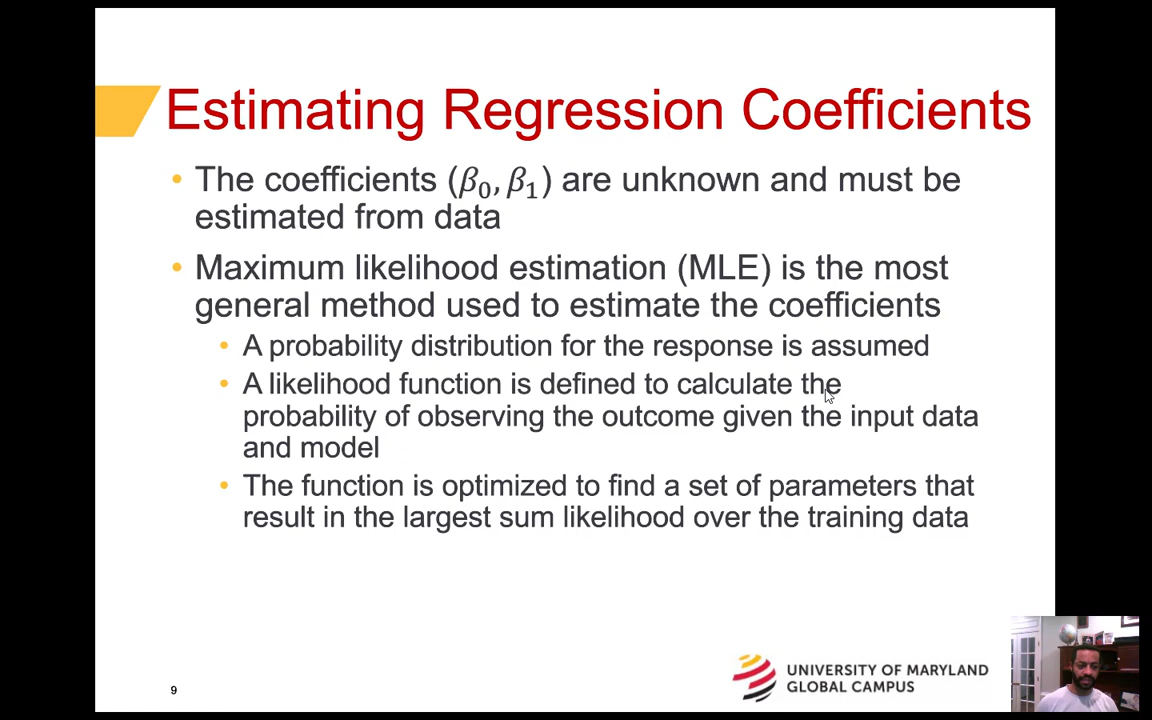 Estimating Regression Coefficients
• The coefficients (β₀, β₁) are unknown and must be
estimated from data
• Maximum likelihood estimation (MLE) is the most
general method used to estimate the coefficients
• A probability distribution for the response is assumed
• A likelihood function is defined to calculate the
probability of observing the outcome given the input data
and model
• The function is optimized to find a set of parameters that
result in the largest sum likelihood over the training data
9
UNIVERSITY OF MARYLAND
GLOBAL CAMPUS